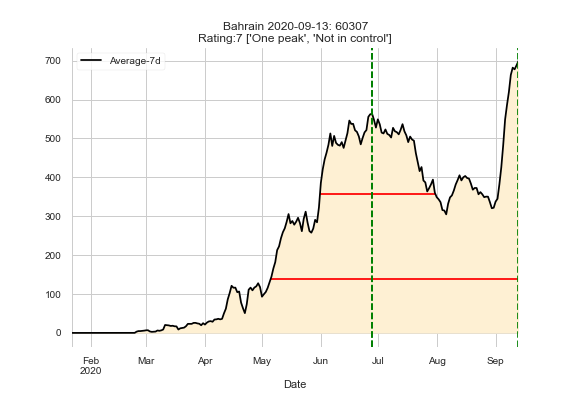 Bahrain 2020-09-13: 60307
Rating:7 ['One peak', 'Not in control']
Average-7d
700
600
500
400
300
200
100
0
Feb Mar Apr May Jun Jul Aug Sep
2020
Date